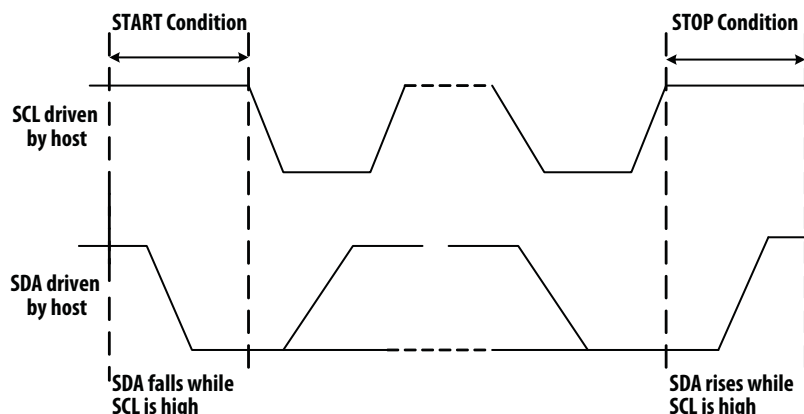 START Condition
STOP Condition
SCL driven
by host
SDA driven
by host
SDA falls while
SCL is high
SDA rises while
SCL is high